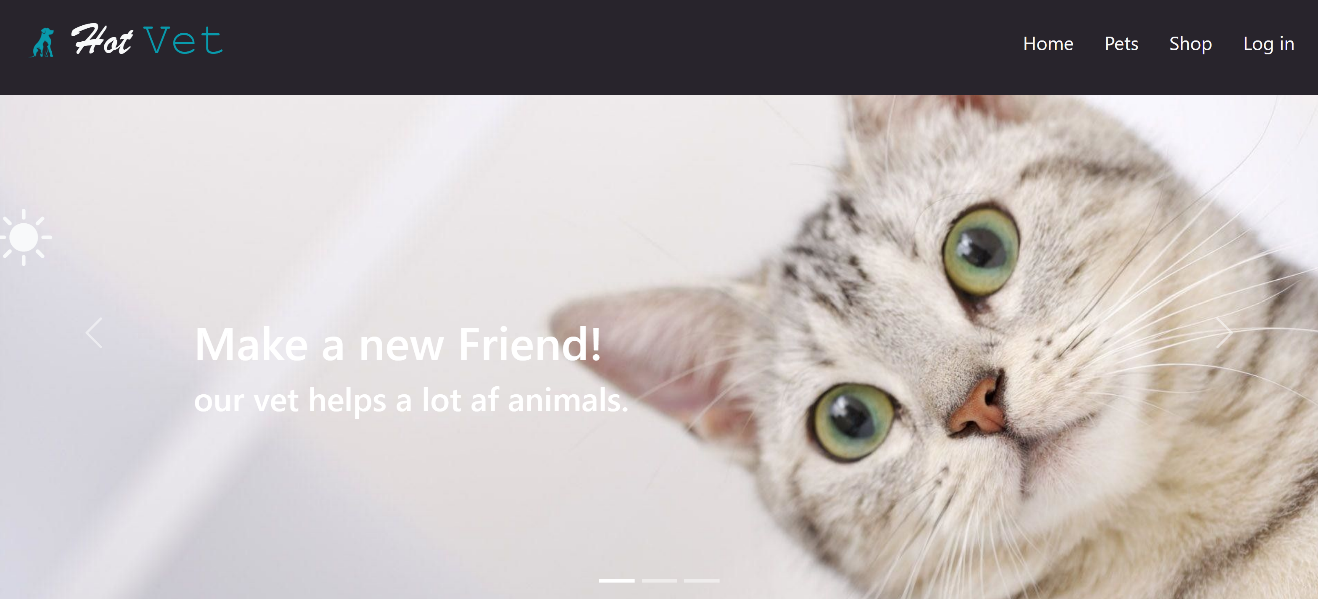 Hot Vet
Home Pets Shop Log in
Make a new Friend!
our vet helps a lot af animals.